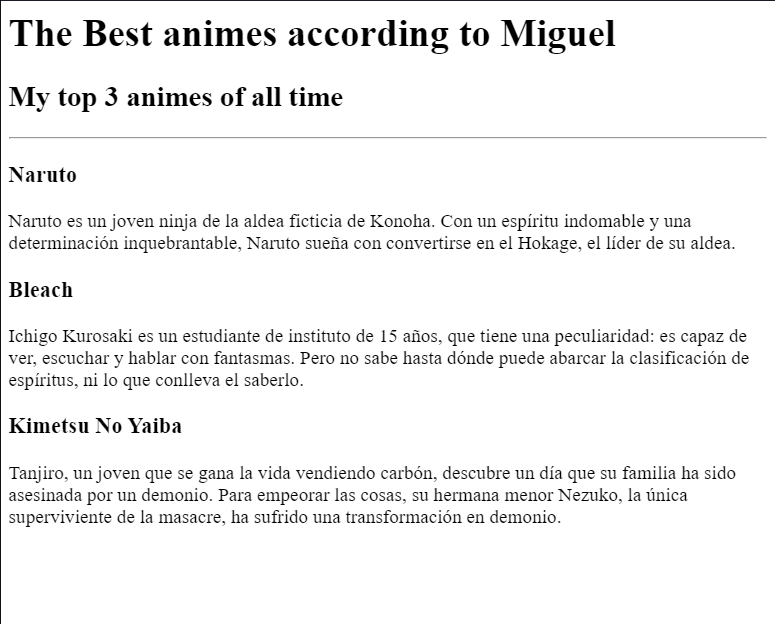 The Best animes according to Miguel
My top 3 animes of all time
Naruto
Naruto es un joven ninja de la aldea ficticia de Konoha. Con un espíritu indomable y una
determinación inquebrantable, Naruto sueña con convertirse en el Hokage, el líder de su aldea.
Bleach
Ichigo Kurosaki es un estudiante de instituto de 15 años, que tiene una peculiaridad: es capaz de
ver, escuchar y hablar con fantasmas. Pero no sabe hasta dónde puede abarcar la clasificación de
espíritus, ni lo que conlleva el saberlo.
Kimetsu No Yaiba
Tanjiro, un joven que se gana la vida vendiendo carbón, descubre un día que su familia ha sido
asesinada por un demonio. Para empeorar las cosas, su hermana menor Nezuko, la única
superviviente de la masacre, ha sufrido una transformación en demonio.